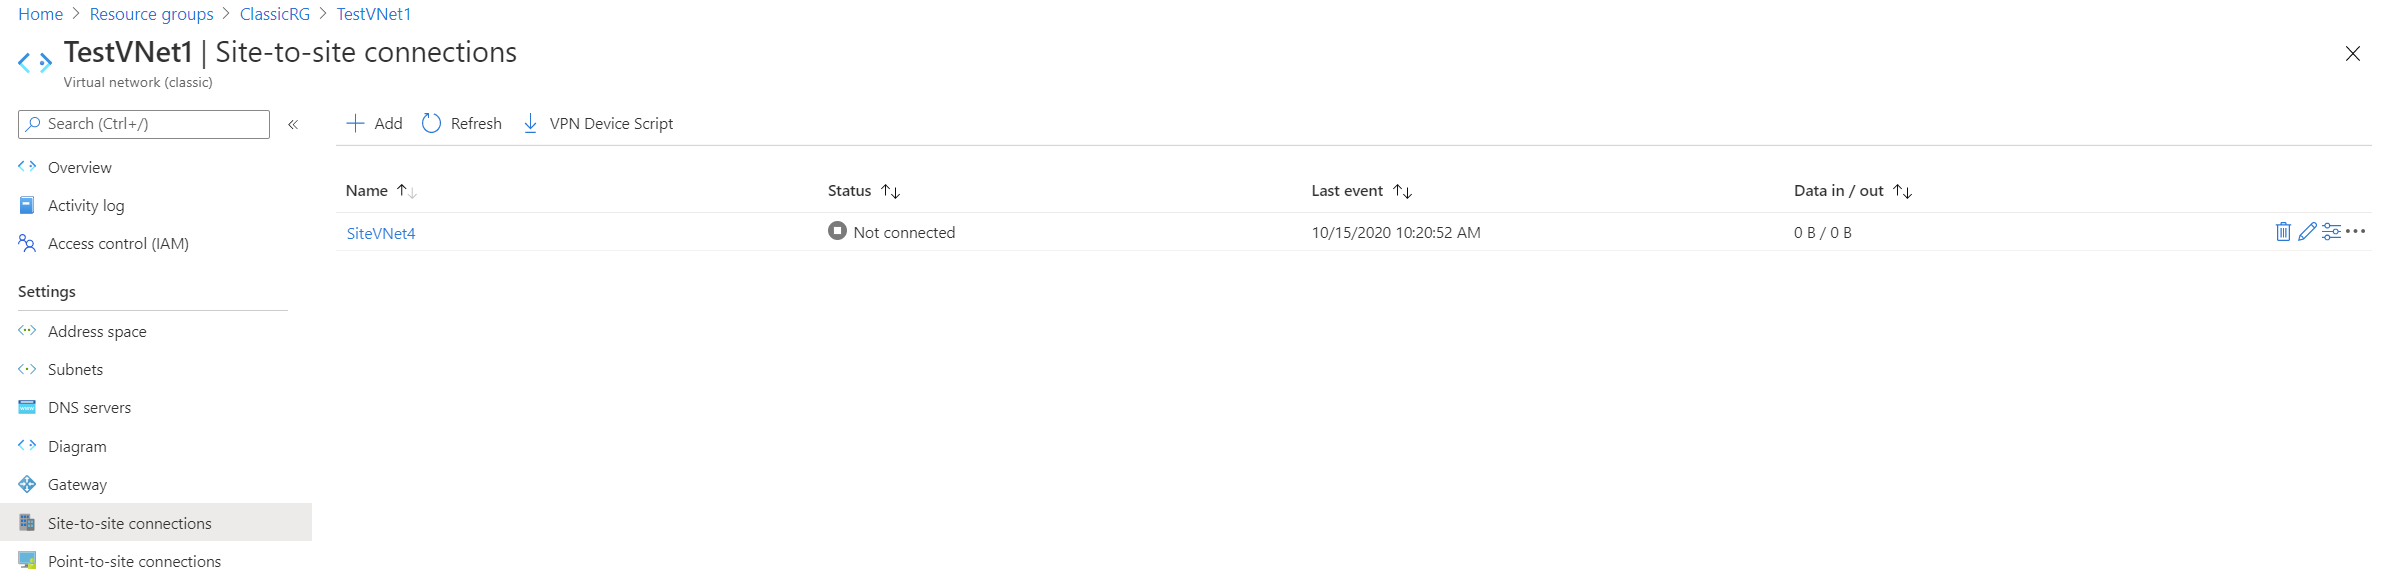 Home > Resource groups > ClassicRG > TestVNet1
TestVNet1 | Site-to-site connections
Virtual network (classic)
Search (Ctrl+/)
«
Add
Refresh
VPN Device Script
Overview
Activity log
Access control (IAM)
Settings
Address space
Subnets
DNS servers
Diagram
Gateway
Site-to-site connections
Point-to-site connections
Name ↑↓ Status ↑↓ Last event ↑↓ Data in / out ↑↓
SiteVNet4 Not connected 10/15/2020 10:20:52 AM 0 B / 0 B